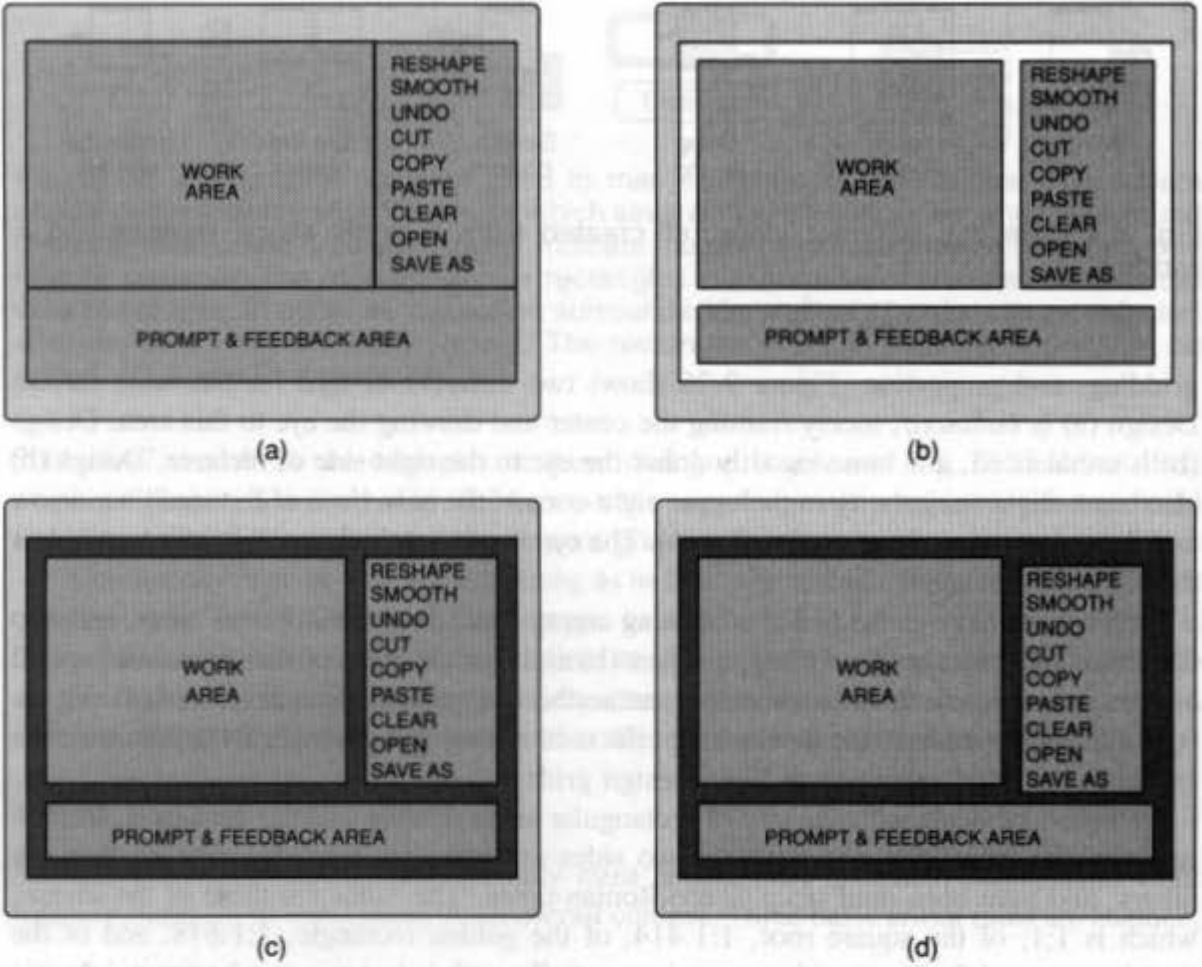 WORK
AREA
RESHAPE
SMOOTH
UNDO
CUT
COPY
PASTE
CLEAR
OPEN
SAVE AS
PROMPT & FEEDBACK AREA
(a)
WORK
AREA
RESHAPE
SMOOTH
UNDO
CUT
COPY
PASTE
CLEAR
OPEN
SAVE AS
PROMPT & FEEDBACK AREA
(b)
WORK
AREA
RESHAPE
SMOOTH
UNDO
CUT
COPY
PASTE
CLEAR
OPEN
SAVE AS
PROMPT & FEEDBACK AREA
(c)
WORK
AREA
RESHAPE
SMOOTH
UNDO
CUT
COPY
PASTE
CLEAR
OPEN
SAVE AS
PROMPT & FEEDBACK AREA
(d)